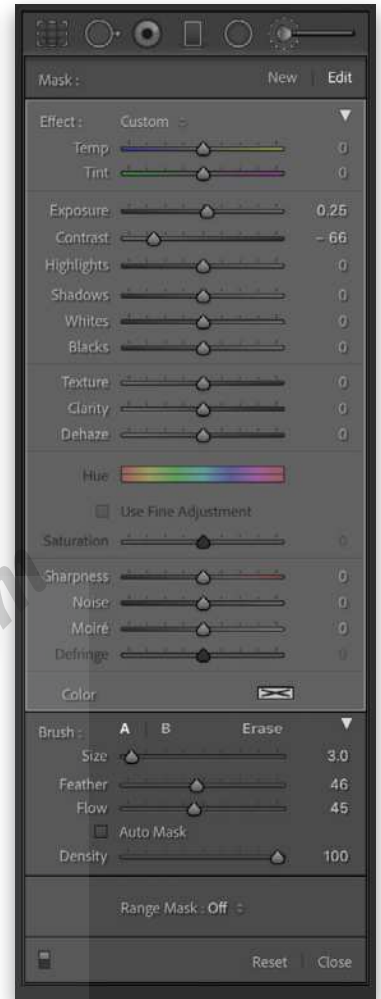 Mask : New Edit
Effect : Custom
Temp 0
Tint 0
Exposure 0.25
Contrast – 66
Highlights 0
Shadows 0
Whites 0
Blacks 0
Texture 0
Clarity 0
Dehaze 0
Hue
Use Fine Adjustment
Saturation 0
Sharpness 0
Noise 0
Moiré 0
Defringe 0
Color
Brush : A B Erase
Size 3.0
Feather 46
Flow 45
Auto Mask
Density 100
Range Mask : Off
Reset Close